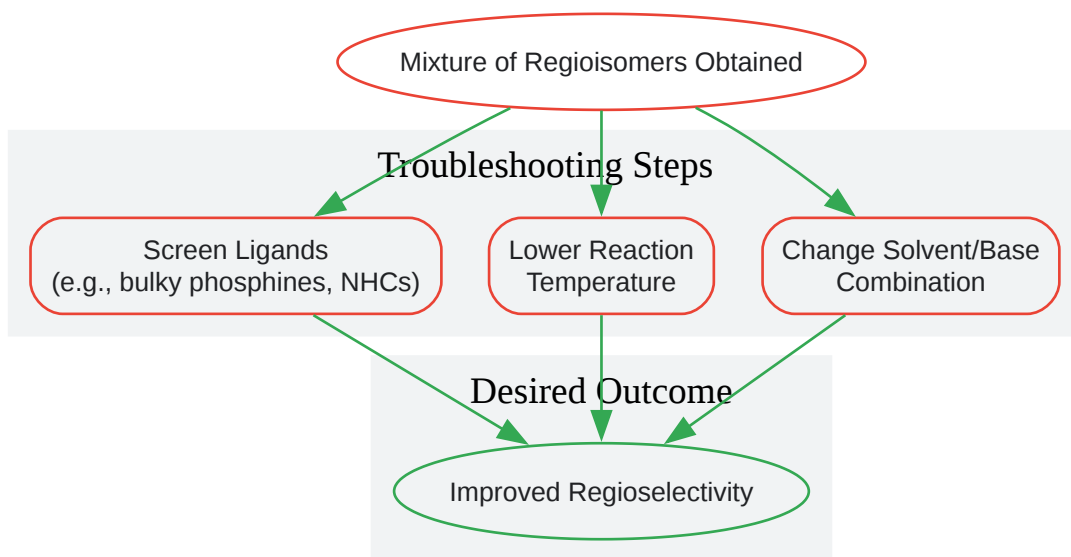 Mixture of Regioisomers Obtained
Troubleshooting Steps
Screen Ligands
(e.g., bulky phosphines, NHCs)
Lower Reaction
Temperature
Change Solvent/Base
Combination
Desired Outcome
Improved Regioselectivity